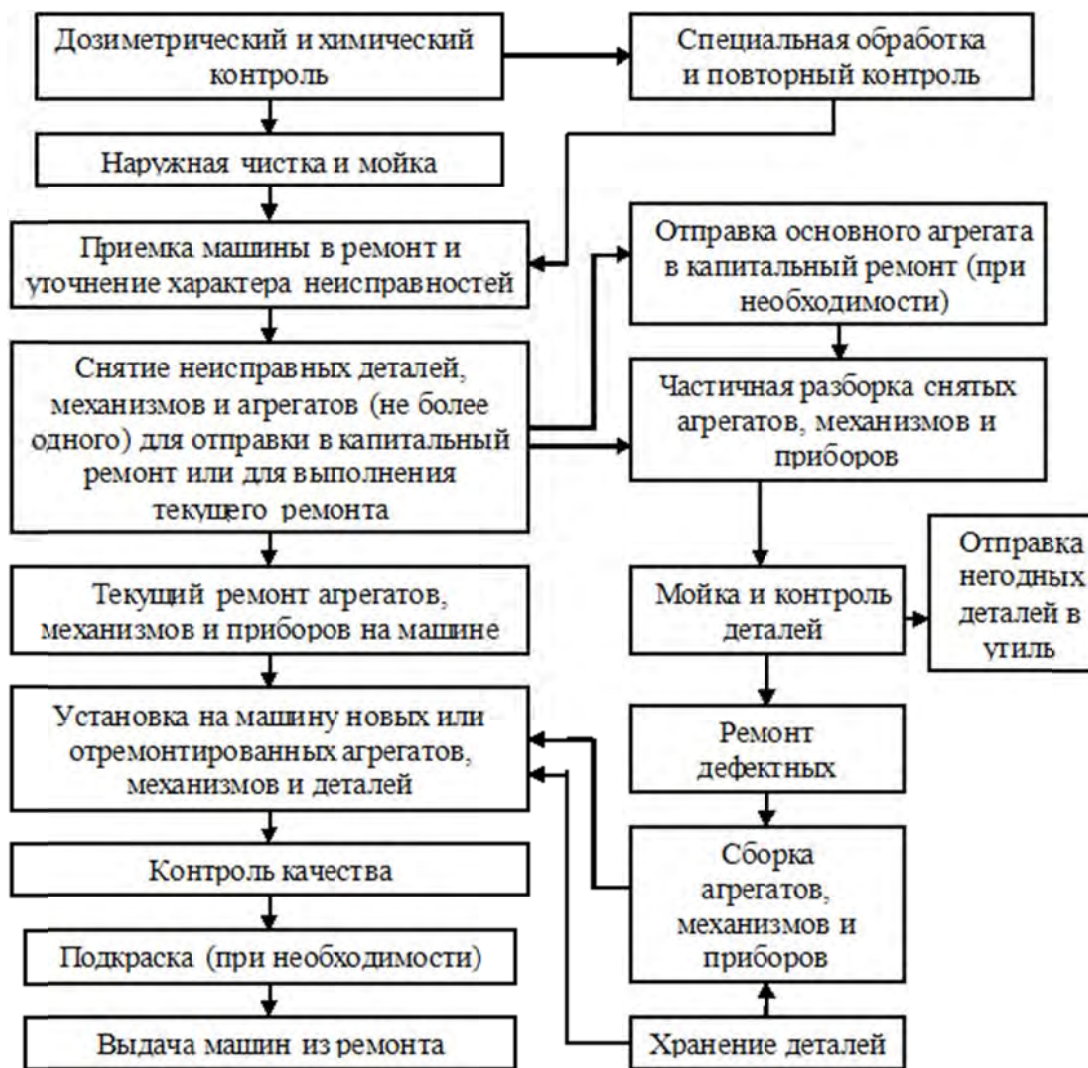 Дозиметрический и химический
контроль
Специальная обработка
и повторный контроль
Наружная чистка и мойка
Приемка машины в ремонт и
уточнение характера неисправностей
Отправка основного агрегата
в капитальный ремонт (при
необходимости)
Снятие неисправных деталей,
механизмов и агрегатов (не более
одного) для отправки в капитальный
ремонт или для выполнения
текущего ремонта
Частичная разборка снятых
агрегатов, механизмов и
приборов
Отправка
негодных
деталей в
утиль
Текущий ремонт агрегатов,
механизмов и приборов на машине
Мойка и контроль
деталей
Установка на машину новых или
отремонтированных агрегатов,
механизмов и деталей
Ремонт
дефектных
Контроль качества
Сборка
агрегатов,
механизмов и
приборов
Подкраска (при необходимости)
Выдача машин из ремонта
Хранение деталей